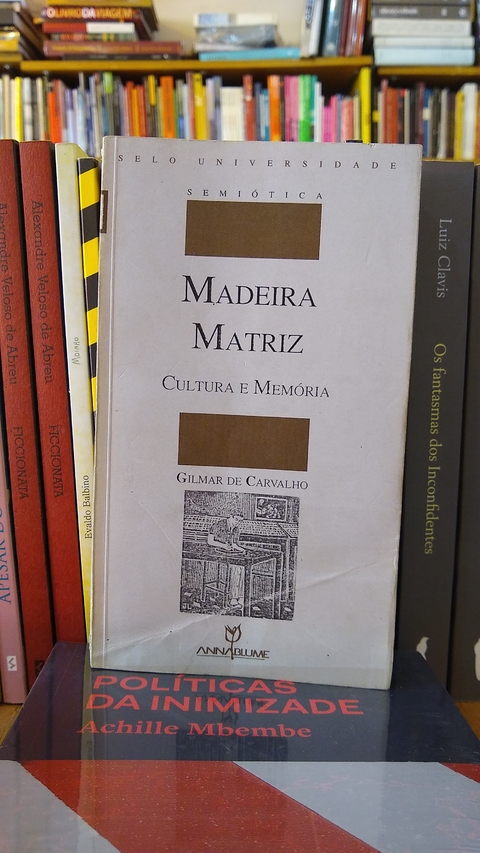 SELO UNIVERSIDADE
SEMIÓTICA
MADEIRA
MATRIZ
CULTURA E MEMÓRIA
GILMAR DE CARVALHO
ANNABLUME
POLÍTICAS
DA INIMIZADE
Achille Mbembe
Alexandre Veloso de Abreu
FICCIONATA
Alexandre Veloso de Abreu
FICCIONATA
Moinho
Evaldo Balbino
Luiz Clavis
Os fantasmas dos Inconfidentes